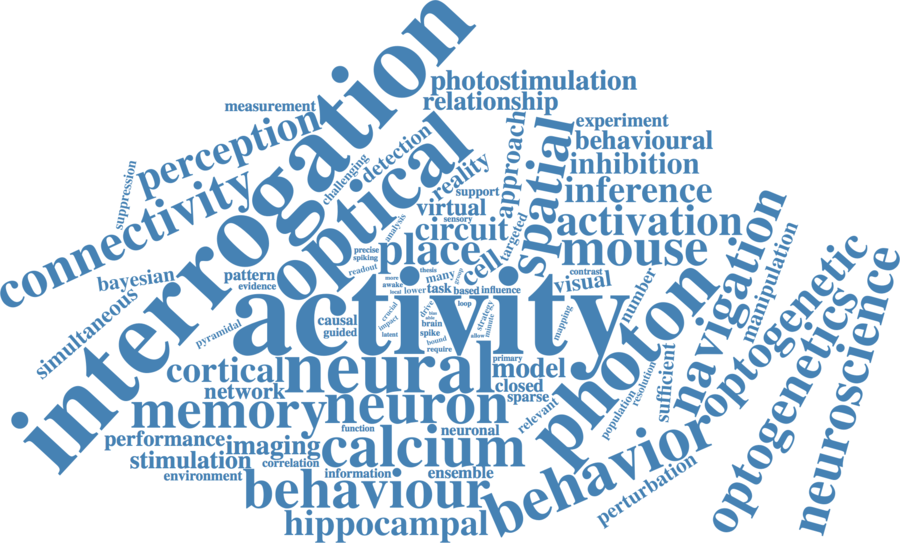 interrogation
photostimulation
relationship
measurement
perception
experiment
behavioural
inhibition
inference
activation
mouse
approach
spatial
detection
challenging
optical
reality
support
virtual
sensory
circuit
targeted
suppression
connectivity
analysis
place
cell
precise
spiking
readout
bayesian
pattern
evidence
simultaneous
more
thesis
many
awake
local
lower
task
based
influence
contrast
visual
number
activity
pyramidal
causal
guided
crucial
impact
latent
drive
brain
spike
bound
require
loop
strategy
minute
allow
mapping
photon
navigation
manipulation
optogenetic
optogenetics
neuroscience
cortical
neural
primary
model
closed
sparse
network
memory
neuron
relevant
resolution
population
sufficient
performance
imaging
function
neuronal
calcium
stimulation
correlation
environment
information
ensemble
behaviour
behavior
perturbation
hippocampal